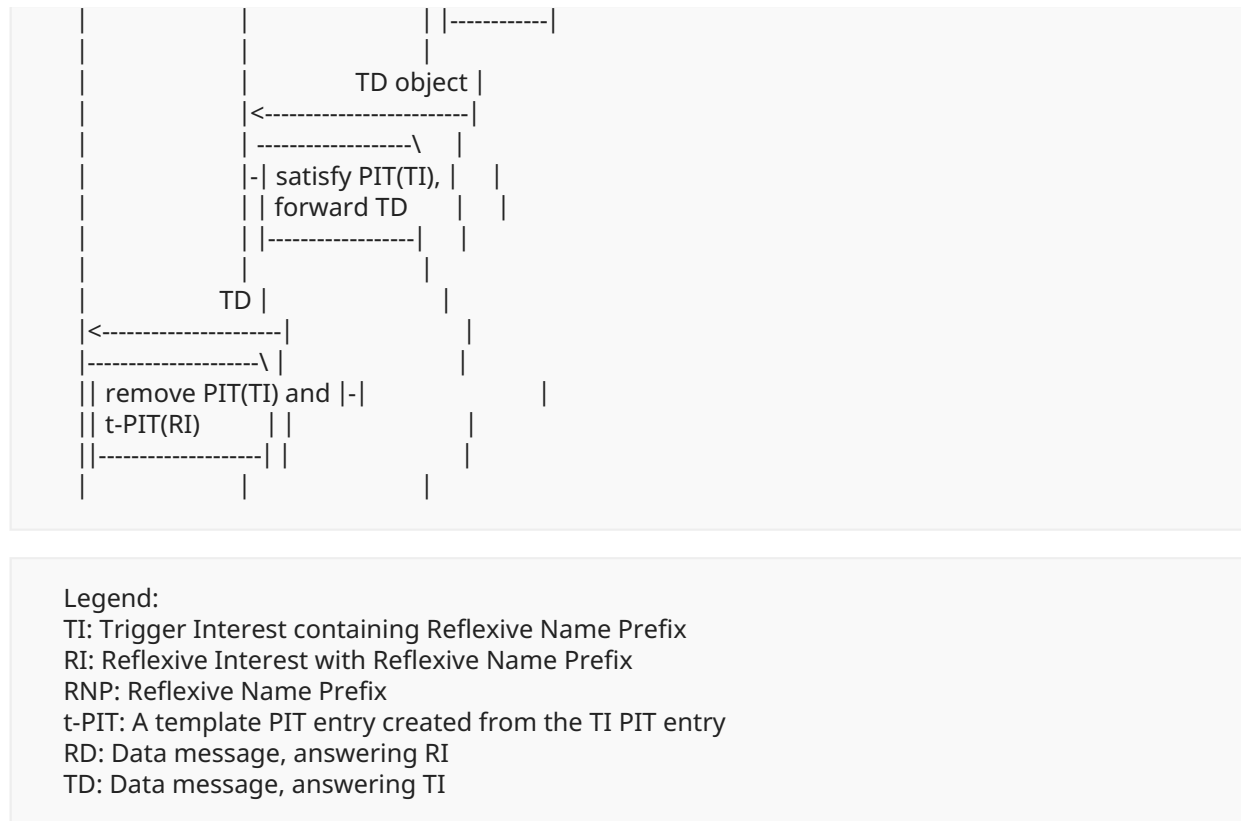 |                    |                      | |------------|
|                    |                      |
|                    |             TD object |
|                    |<-------------------------|
|                    | -------------------\    |
|                    |-| satisfy PIT(TI), |    |
|                    | | forward TD       |    |
|                    | |------------------|    |
|                    |                      |
|                 TD |                      |
|<----------------------|                      |
|---------------------\ |                      |
|| remove PIT(TI) and |-|                      |
|| t-PIT(RI)          | |                      |
||--------------------| |                      |
|                    |                      |
Legend:
TI: Trigger Interest containing Reflexive Name Prefix
RI: Reflexive Interest with Reflexive Name Prefix
RNP: Reflexive Name Prefix
t-PIT: A template PIT entry created from the TI PIT entry
RD: Data message, answering RI
TD: Data message, answering TI